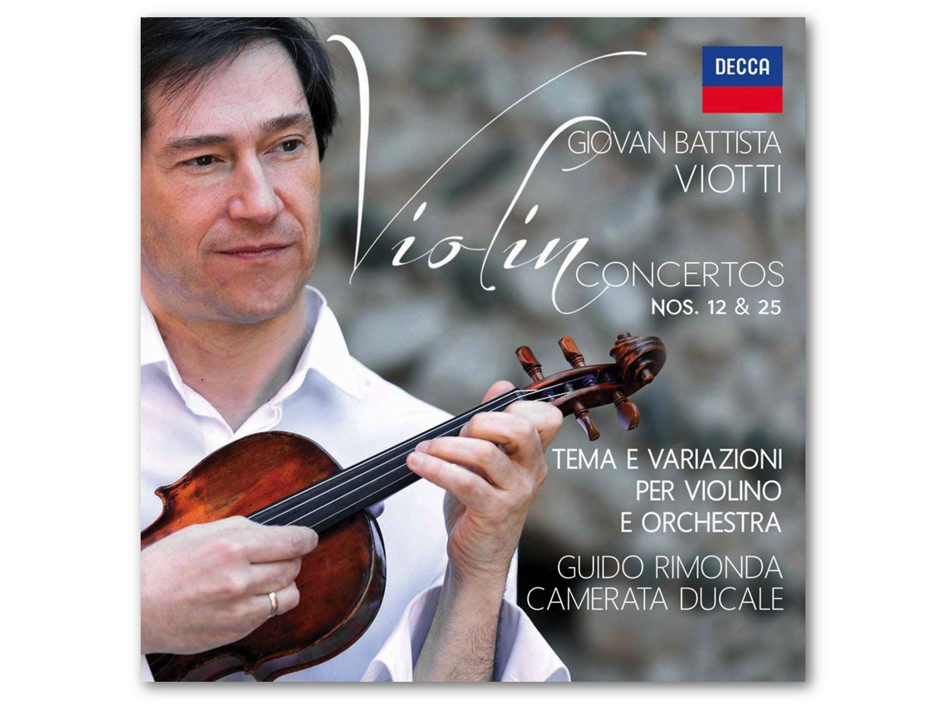 DECCA
GIOVAN BATTISTA
VIOTTI
Violin CONCERTOS
NOS. 12 & 25
TEMA E VARIAZIONI
PER VIOLINO
E ORCHESTRA
GUIDO RIMONDA
CAMERATA DUCALE